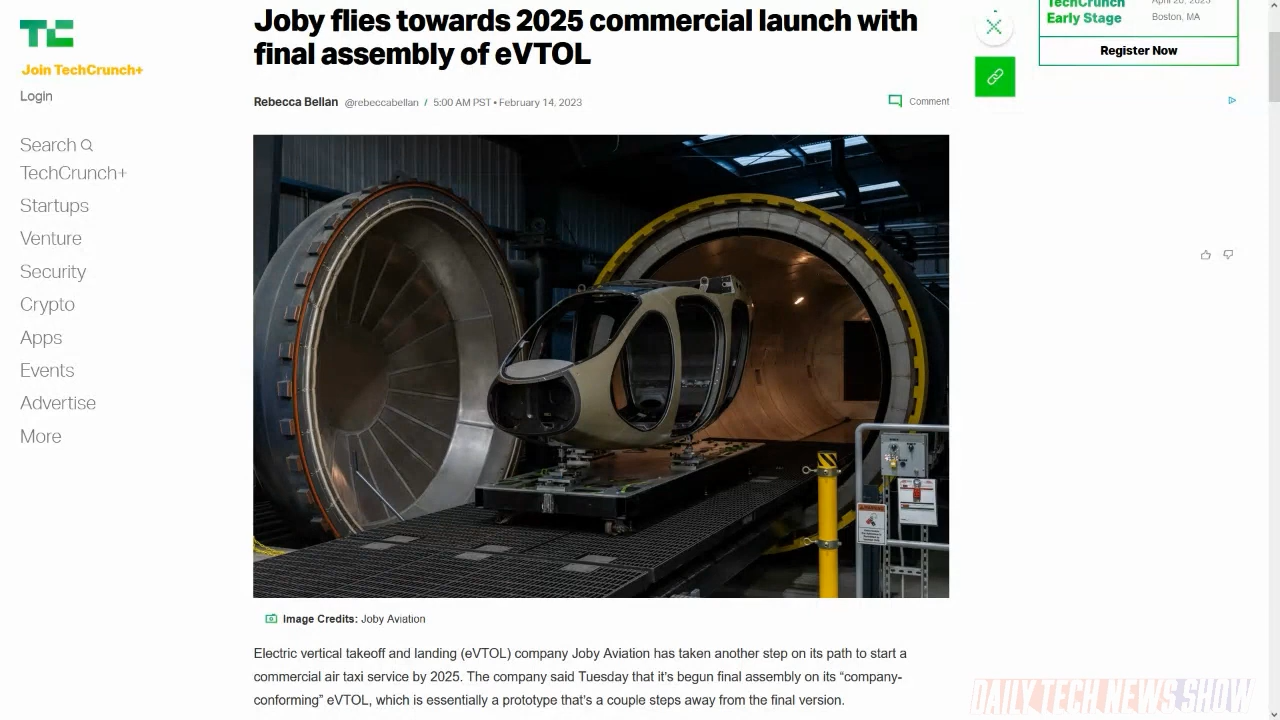 Joby flies towards 2025 commercial launch with
final assembly of eVTOL
TC
Join TechCrunch+
Login
Search
TechCrunch+
Startups
Venture
Security
Crypto
Apps
Events
Advertise
More
Rebecca Bellan @rebeccabellan / 5:00 AM PST • February 14, 2023
Comment
Image Credits: Joby Aviation
Electric vertical takeoff and landing (eVTOL) company Joby Aviation has taken another step on its path to start a
commercial air taxi service by 2025. The company said Tuesday that it's begun final assembly on its “company-
conforming” eVTOL, which is essentially a prototype that's a couple steps away from the final version.
TechCrunch
Early Stage
April 20, 2023
Boston, MA
Register Now
DAILY TECH NEWS SHOW